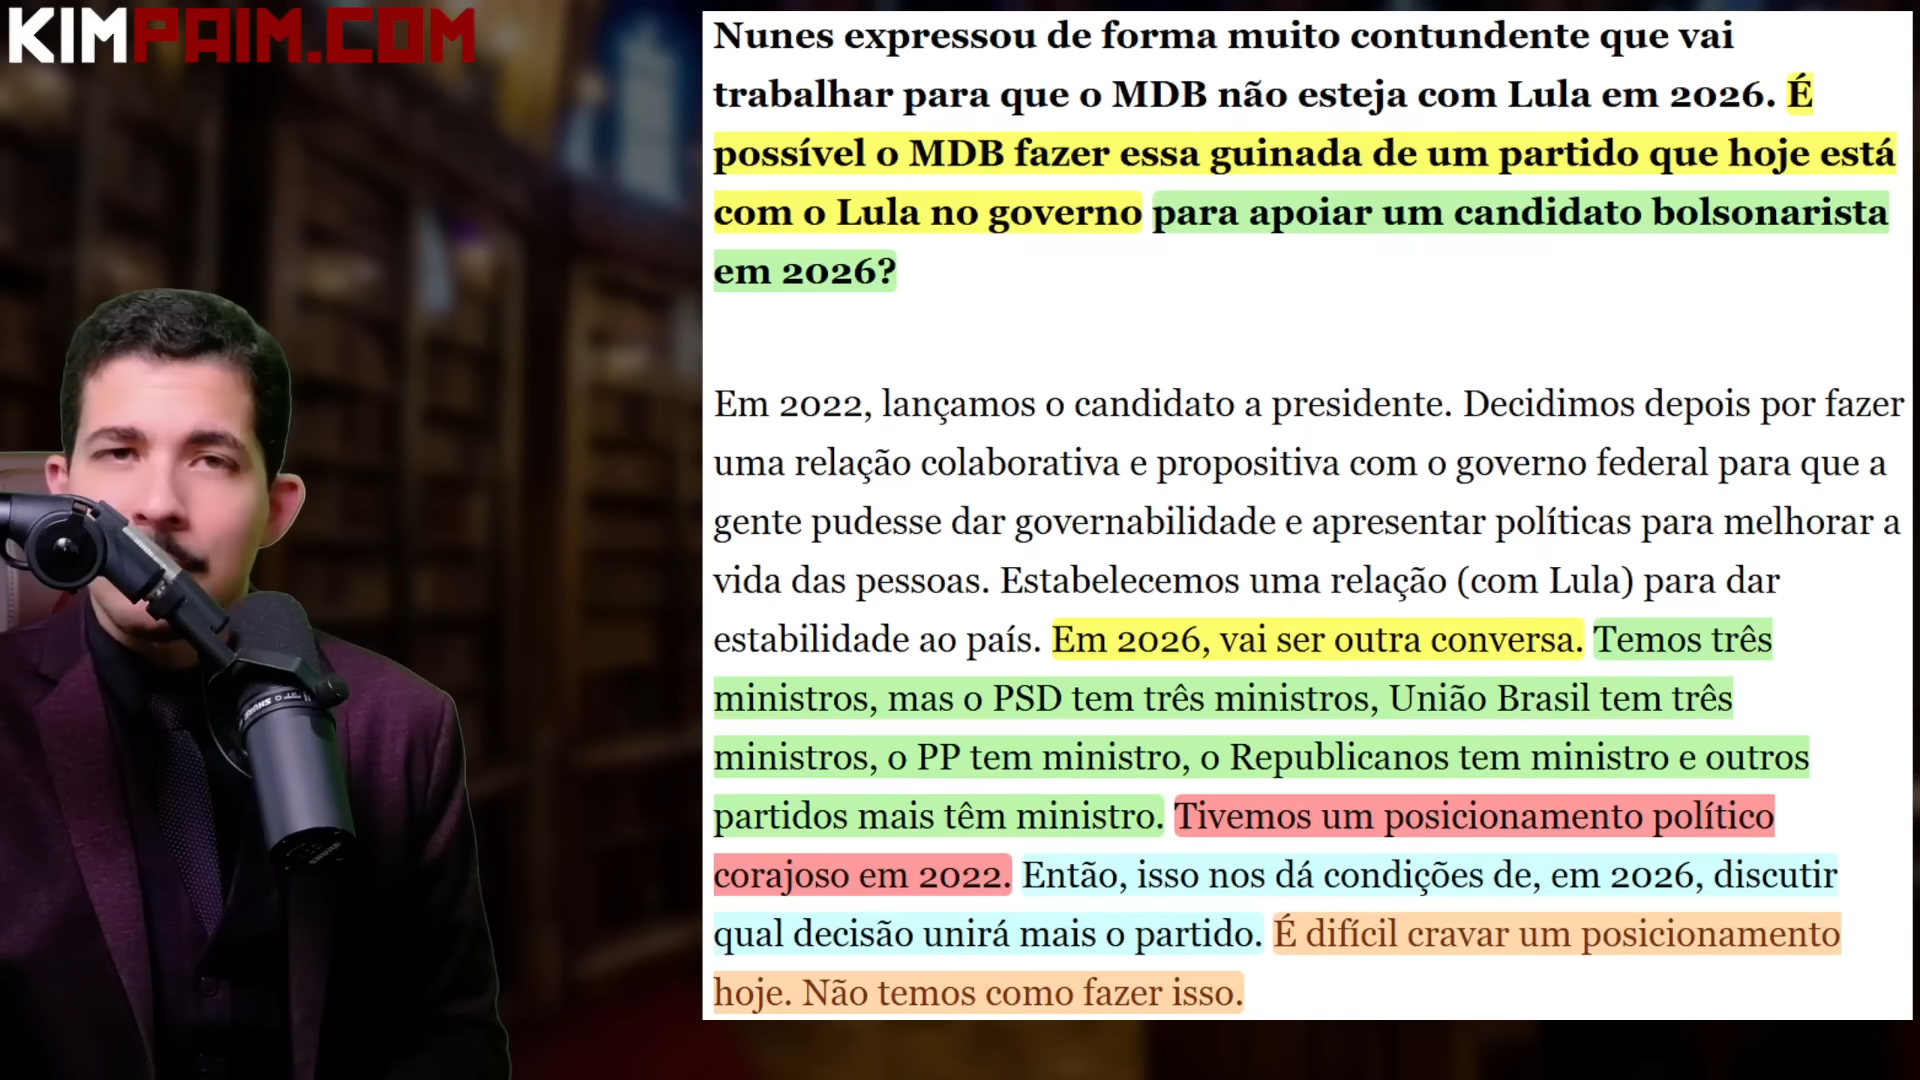 KIMPAIM.COM
Nunes expressou de forma muito contundente que vai
trabalhar para que o MDB não esteja com Lula em 2026. É
possível o MDB fazer essa guinada de um partido que hoje está
com o Lula no governo para apoiar um candidato bolsonarista
em 2026?
Em 2022, lançamos o candidato a presidente. Decidimos depois por fazer
uma relação colaborativa e propositiva com o governo federal para que a
gente pudesse dar governabilidade e apresentar políticas para melhorar a
vida das pessoas. Estabelecemos uma relação (com Lula) para dar
estabilidade ao país. Em 2026, vai ser outra conversa. Temos três
ministros, mas o PSD tem três ministros, União Brasil tem três
ministros, o PP tem ministro, o Republicanos tem ministro e outros
partidos mais têm ministro. Tivemos um posicionamento político
corajoso em 2022. Então, isso nos dá condições de, em 2026, discutir
qual decisão unirá mais o partido. É difícil cravar um posicionamento
hoje. Não temos como fazer isso.